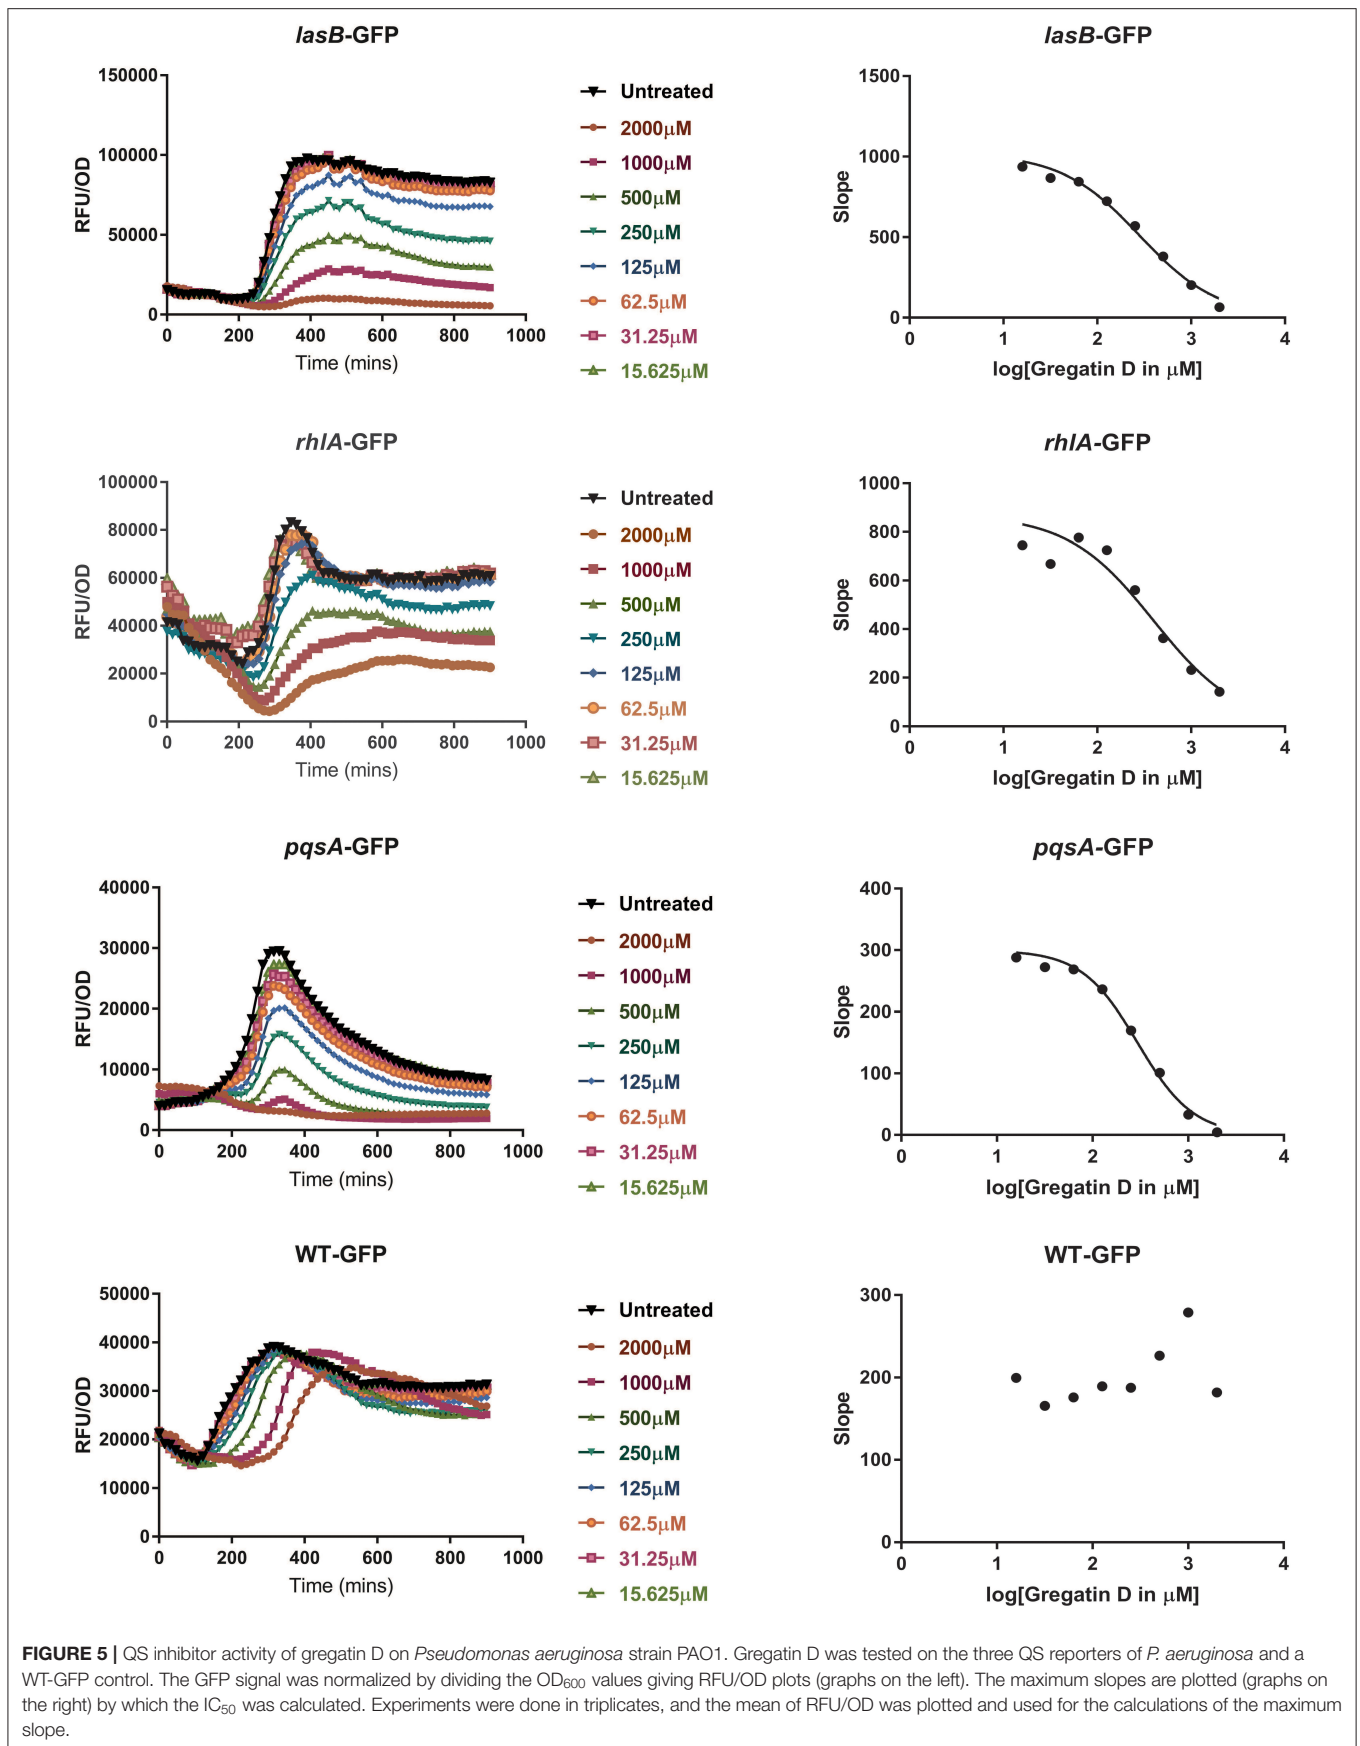 lasB-GFP
150000
100000
50000
0
RFU/OD
0 200 400 600 800 1000
Time (mins)
Untreated
2000μM
1000μM
500μM
250μM
125μM
62.5μM
31.25μM
15.625μM
lasB-GFP
1500
1000
500
0
Slope
0 1 2 3 4
log[Gregatin D in μM]
rhlA-GFP
100000
80000
60000
40000
20000
0
RFU/OD
0 200 400 600 800 1000
Time (mins)
Untreated
2000μM
1000μM
500μM
250μM
125μM
62.5μM
31.25μM
15.625μM
rhlA-GFP
1000
800
600
400
200
0
Slope
0 1 2 3 4
log[Gregatin D in μM]
pqsA-GFP
40000
30000
20000
10000
0
RFU/OD
0 200 400 600 800 1000
Time (mins)
Untreated
2000μM
1000μM
500μM
250μM
125μM
62.5μM
31.25μM
15.625μM
pqsA-GFP
400
300
200
100
0
Slope
0 1 2 3 4
log[Gregatin D in μM]
WT-GFP
50000
40000
30000
20000
10000
0
RFU/OD
0 200 400 600 800 1000
Time (mins)
Untreated
2000μM
1000μM
500μM
250μM
125μM
62.5μM
31.25μM
15.625μM
WT-GFP
300
200
100
0
Slope
0 1 2 3 4
log[Gregatin D in μM]
FIGURE 5 | QS inhibitor activity of gregatin D on Pseudomonas aeruginosa strain PAO1. Gregatin D was tested on the three QS reporters of P. aeruginosa and a
WT-GFP control. The GFP signal was normalized by dividing the OD600 values giving RFU/OD plots (graphs on the left). The maximum slopes are plotted (graphs on
the right) by which the IC50 was calculated. Experiments were done in triplicates, and the mean of RFU/OD was plotted and used for the calculations of the maximum
slope.